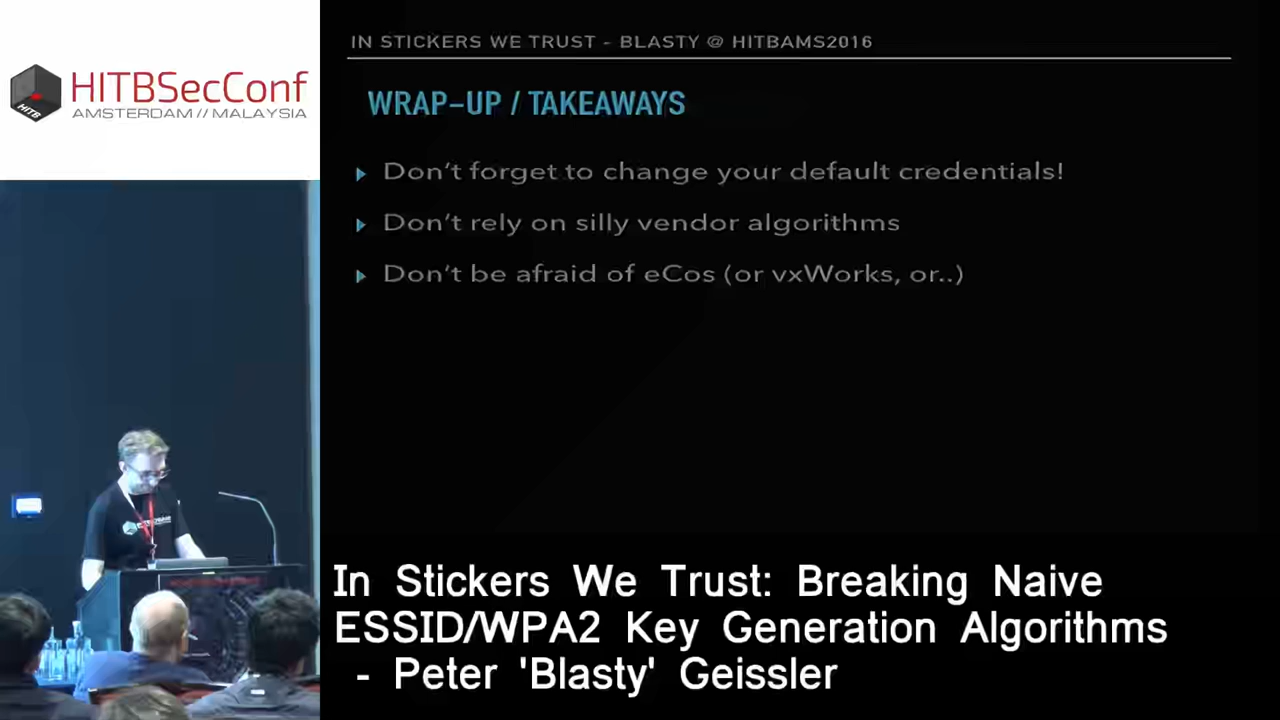 HITBSecConf
AMSTERDAM // MALAYSIA
HITB
IN STICKERS WE TRUST - BLASTY @ HITBAMS2016
WRAP-UP / TAKEAWAYS
Don't forget to change your default credentials!
Don't rely on silly vendor algorithms
Don't be afraid of eCos (or vxWorks, or..)
In Stickers We Trust: Breaking Naive
ESSID/WPA2 Key Generation Algorithms
- Peter 'Blasty' Geissler